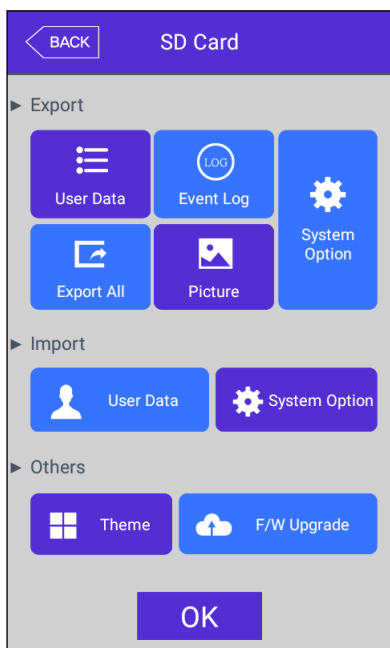 BACK
SD Card
Export
User Data
LOG
Event Log
System
Option
Export All
Picture
Import
User Data
System Option
Others
Theme
F/W Upgrade
OK